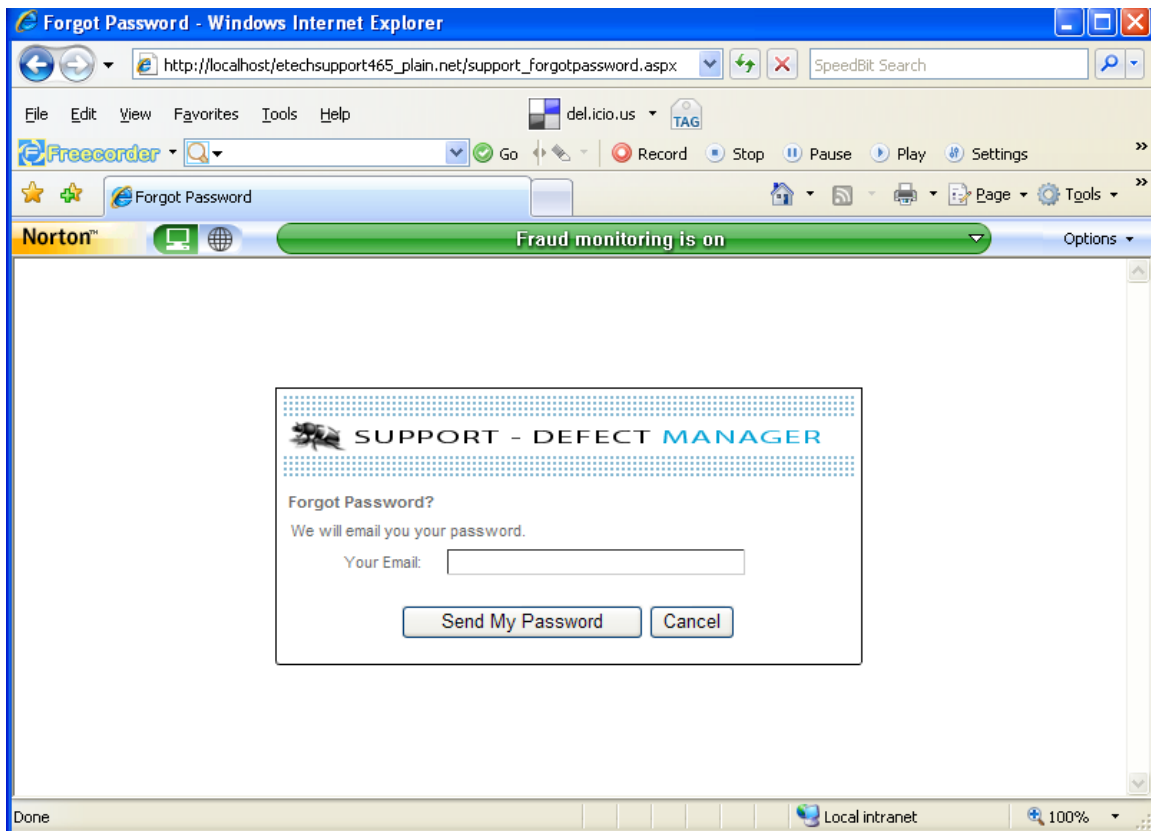 Forgot Password - Windows Internet Explorer
http://localhost/etechsupport465_plain.net/support_forgotpassword.aspx SpeedBit Search
File Edit View Favorites Tools Help del.icio.us TAG
Freecorder Go Record Stop Pause Play Settings »
Forgot Password Page Tools »
Norton™ Fraud monitoring is on Options
SUPPORT - DEFECT MANAGER
Forgot Password?
We will email you your password.
Your Email:
Send My Password Cancel
Done Local intranet 100%